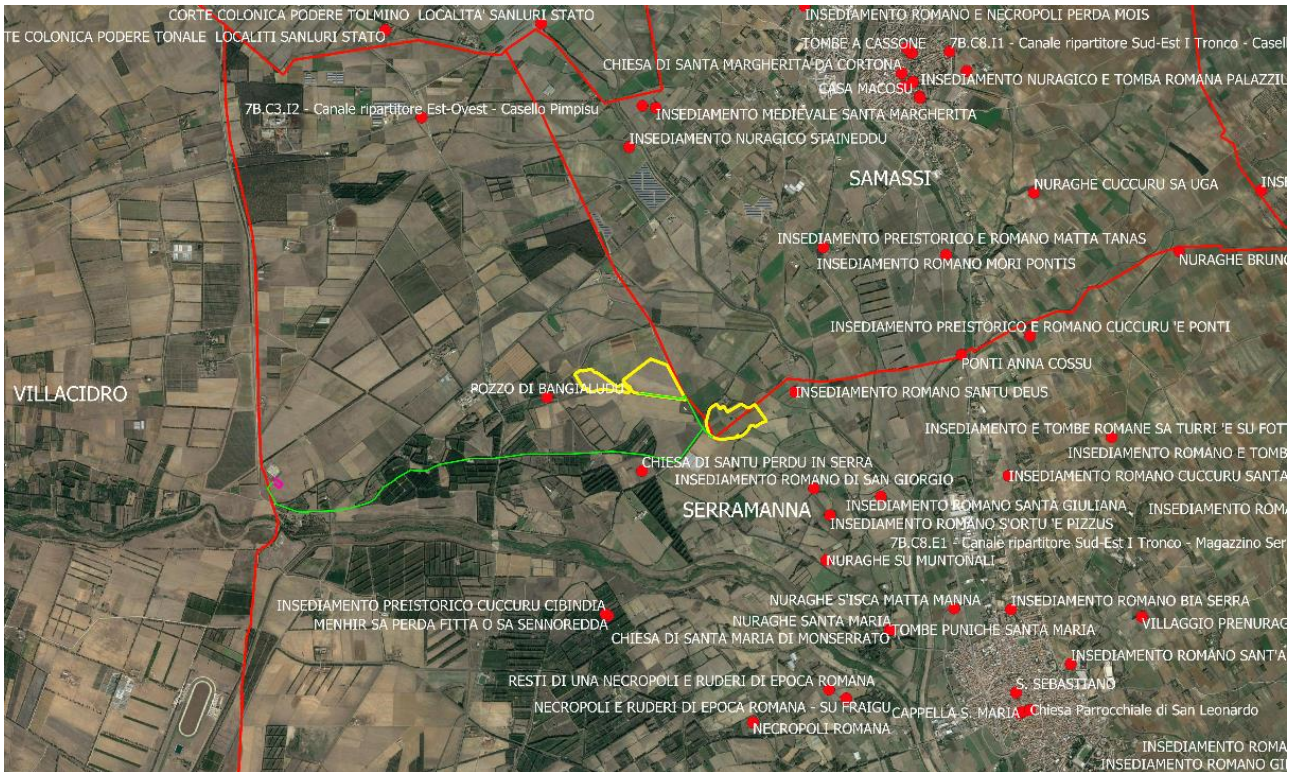 CORTE COLONICA PODERE TOLMINO LOCALITA' SANLURI STATO
INSEDIAMENTO ROMANO E NECROPOLI PERDA MOIS
TE COLONICA PODERE TONALE LOCALITI SANLURI STATO
TOMBE A CASSONE
7B.C8.I1 - Canale ripartitore Sud-Est I Tronco - Casell
CHIESA DI SANTA MARGHERITA DA CORTONA
INSEDIAMENTO NURAGICO E TOMBA ROMANA PALAZZIL
CASA MACOSU
7B.C3.I2 - Canale ripartitore Est-Ovest - Casello Pimpisu
INSEDIAMENTO MEDIEVALE SANTA MARGHERITA
INSEDIAMENTO NURAGICO STAINEDDU
SAMASSI
NURAGHE CUCCURU SA UGA
INSE
INSEDIAMENTO PREISTORICO E ROMANO MATTA TANAS
INSEDIAMENTO ROMANO MORI PONTIS
NURAGHE BRUNC
INSEDIAMENTO PREISTORICO E ROMANO CUCCURU 'E PONTI
PONTI ANNA COSSU
VILLACIDRO
POZZO DI BANGIALUDU
INSEDIAMENTO ROMANO SANTU DEUS
INSEDIAMENTO E TOMBE ROMANE SA TURRI 'E SU FOTT
INSEDIAMENTO ROMANO E TOMB
CHIESA DI SANTU PERDU IN SERRA
INSEDIAMENTO ROMANO DI SAN GIORGIO
INSEDIAMENTO ROMANO CUCCURU SANTA
SERRAMANNA
INSEDIAMENTO ROMANO SANTA GIULIANA
INSEDIAMENTO ROMA
INSEDIAMENTO ROMANO S'ORTU 'E PIZZUS
7B.C8.E1 - Canale ripartitore Sud-Est I Tronco - Magazzino Ser
NURAGHE SU MUNTONALI
NURAGHE S'ISCA MATTA MANNA
INSEDIAMENTO PREISTORICO CUCCURU CIBINDIA
INSEDIAMENTO ROMANO BIA SERRA
MENHIR SA PERDA FITTA O SA SENNOREDDA
NURAGHE SANTA MARIA
VILLAGGIO PRENURAG
TOMBE PUNICHE SANTA MARIA
CHIESA DI SANTA MARIA DI MONSERRATO
INSEDIAMENTO ROMANO SANT'A
RESTI DI UNA NECROPOLI E RUDERI DI EPOCA ROMANA
S. SEBASTIANO
NECROPOLI E RUDERI DI EPOCA ROMANA - SU FRAIGU
CAPPELLA S. MARIA
Chiesa Parrocchiale di San Leonardo
NECROPOLI ROMANA
INSEDIAMENTO ROMA
INSEDIAMENTO ROMANO GI